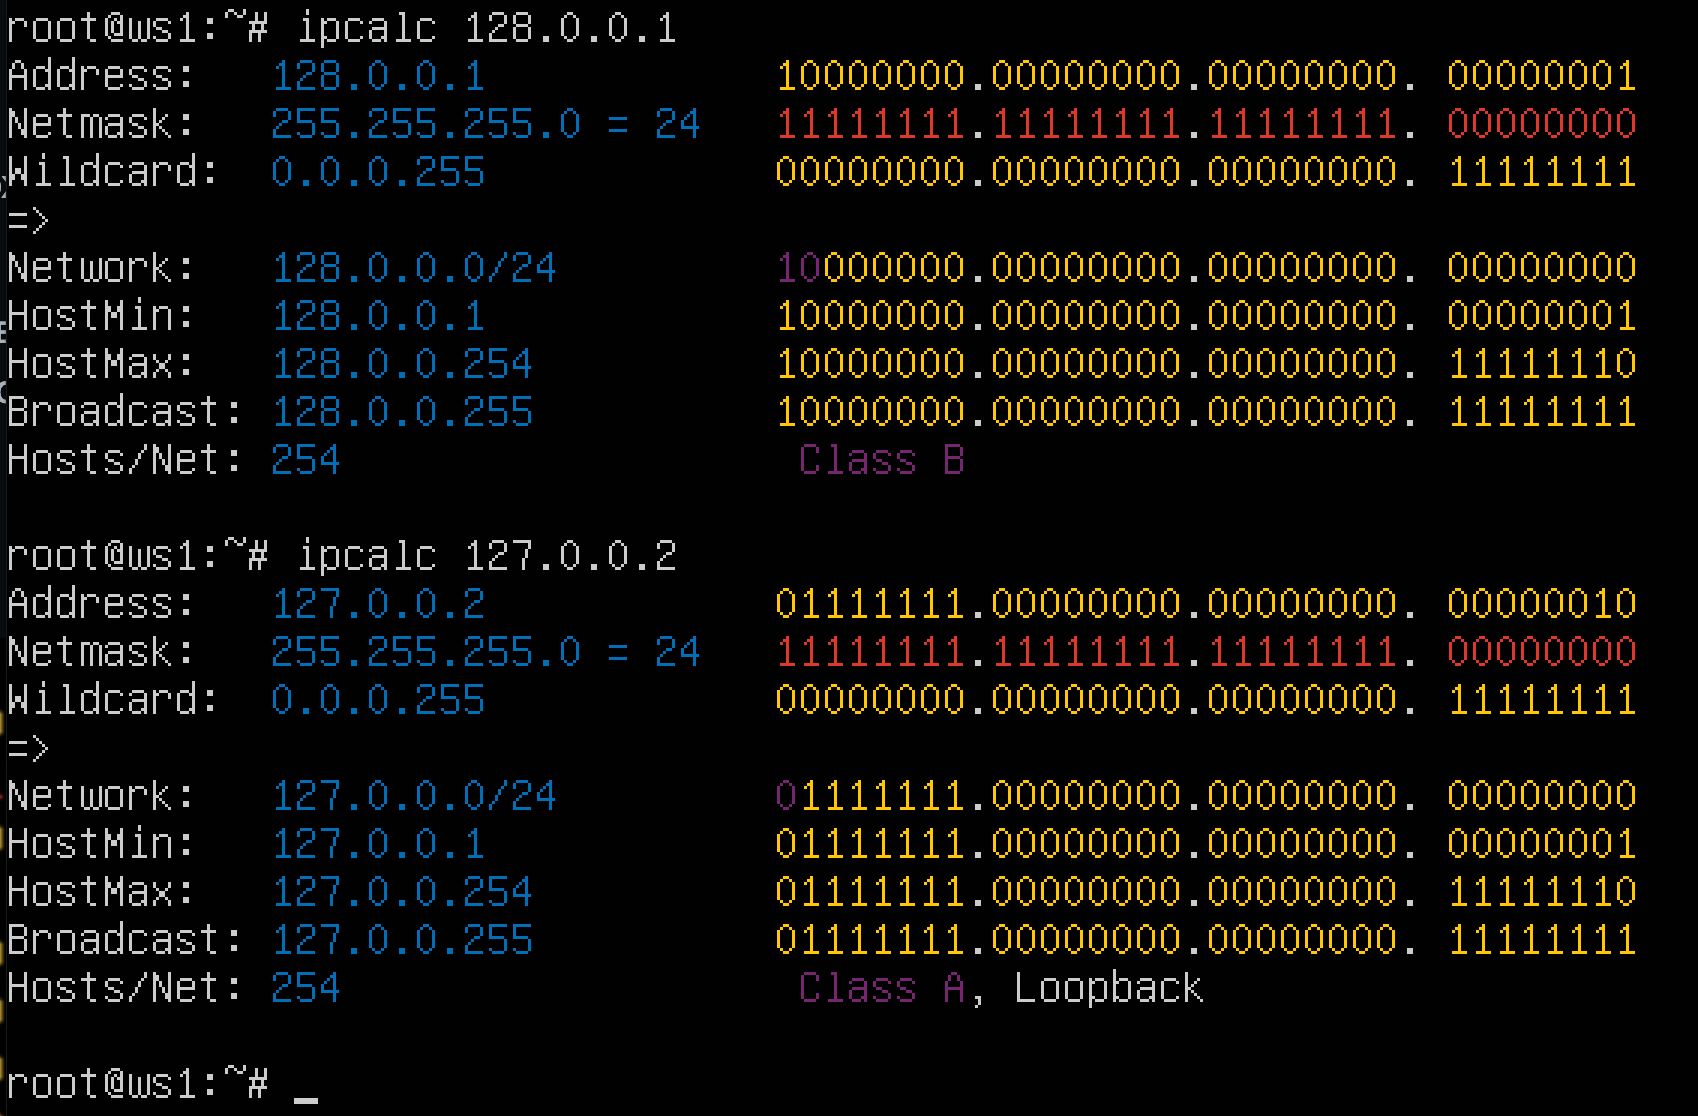 root@ws1:~# ipcalc 128.0.0.1
Address:   128.0.0.1            10000000.00000000.00000000. 00000001
Netmask:   255.255.255.0 = 24   11111111.11111111.11111111. 00000000
Wildcard:  0.0.0.255            00000000.00000000.00000000. 11111111
=>
Network:   128.0.0.0/24         10000000.00000000.00000000. 00000000
HostMin:   128.0.0.1            10000000.00000000.00000000. 00000001
HostMax:   128.0.0.254          10000000.00000000.00000000. 11111110
Broadcast: 128.0.0.255          10000000.00000000.00000000. 11111111
Hosts/Net: 254                   Class B
root@ws1:~# ipcalc 127.0.0.2
Address:   127.0.0.2            01111111.00000000.00000000. 00000010
Netmask:   255.255.255.0 = 24   11111111.11111111.11111111. 00000000
Wildcard:  0.0.0.255            00000000.00000000.00000000. 11111111
=>
Network:   127.0.0.0/24         01111111.00000000.00000000. 00000000
HostMin:   127.0.0.1            01111111.00000000.00000000. 00000001
HostMax:   127.0.0.254          01111111.00000000.00000000. 11111110
Broadcast: 127.0.0.255          01111111.00000000.00000000. 11111111
Hosts/Net: 254                   Class A, Loopback
root@ws1:~# _